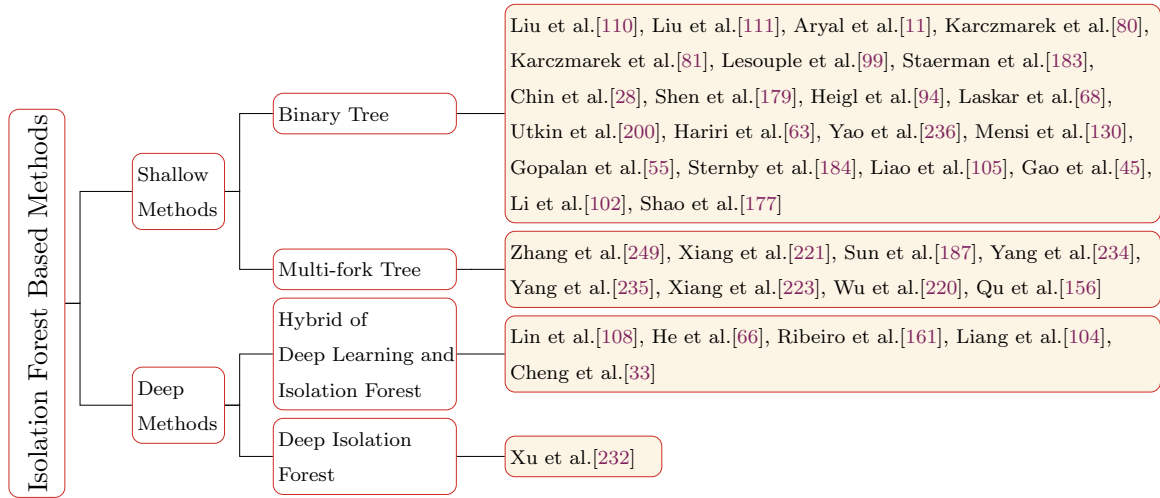 Isolation Forest Based Methods
Shallow
Methods
Binary Tree
Liu et al.[110], Liu et al.[111], Aryal et al.[11], Karczmarek et al.[80],
Karczmarek et al.[81], Lesouple et al.[99], Staerman et al.[183],
Chin et al.[28], Shen et al.[179], Heigl et al.[94], Laskar et al.[68],
Utkin et al.[200], Hariri et al.[63], Yao et al.[236], Mensi et al.[130],
Gopalan et al.[55], Sternby et al.[184], Liao et al.[105], Gao et al.[45],
Li et al.[102], Shao et al.[177]
Multi-fork Tree
Zhang et al.[249], Xiang et al.[221], Sun et al.[187], Yang et al.[234],
Yang et al.[235], Xiang et al.[223], Wu et al.[220], Qu et al.[156]
Deep
Methods
Hybrid of
Deep Learning and
Isolation Forest
Lin et al.[108], He et al.[66], Ribeiro et al.[161], Liang et al.[104],
Cheng et al.[33]
Deep Isolation
Forest
Xu et al.[232]